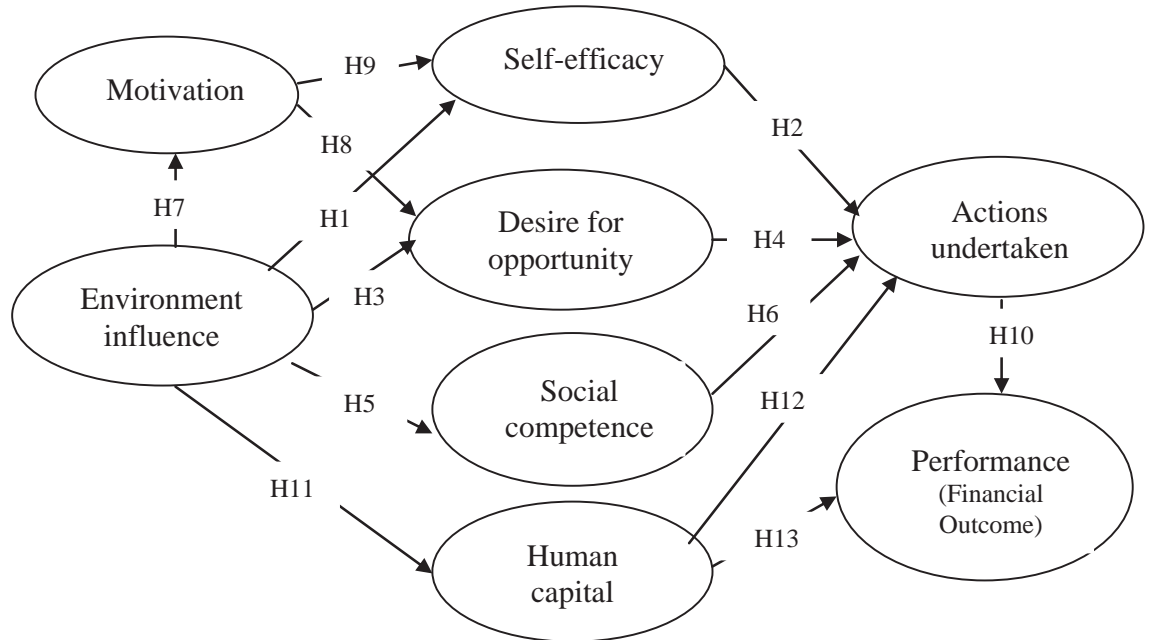 Self-efficacy
H9
Motivation
H2
H8
H7
H1
Desire for
opportunity
H4
Actions
undertaken
Environment
influence
H3
H6
H10
H5
Social
competence
H12
H11
Performance
(Financial
Outcome)
H13
Human
capital